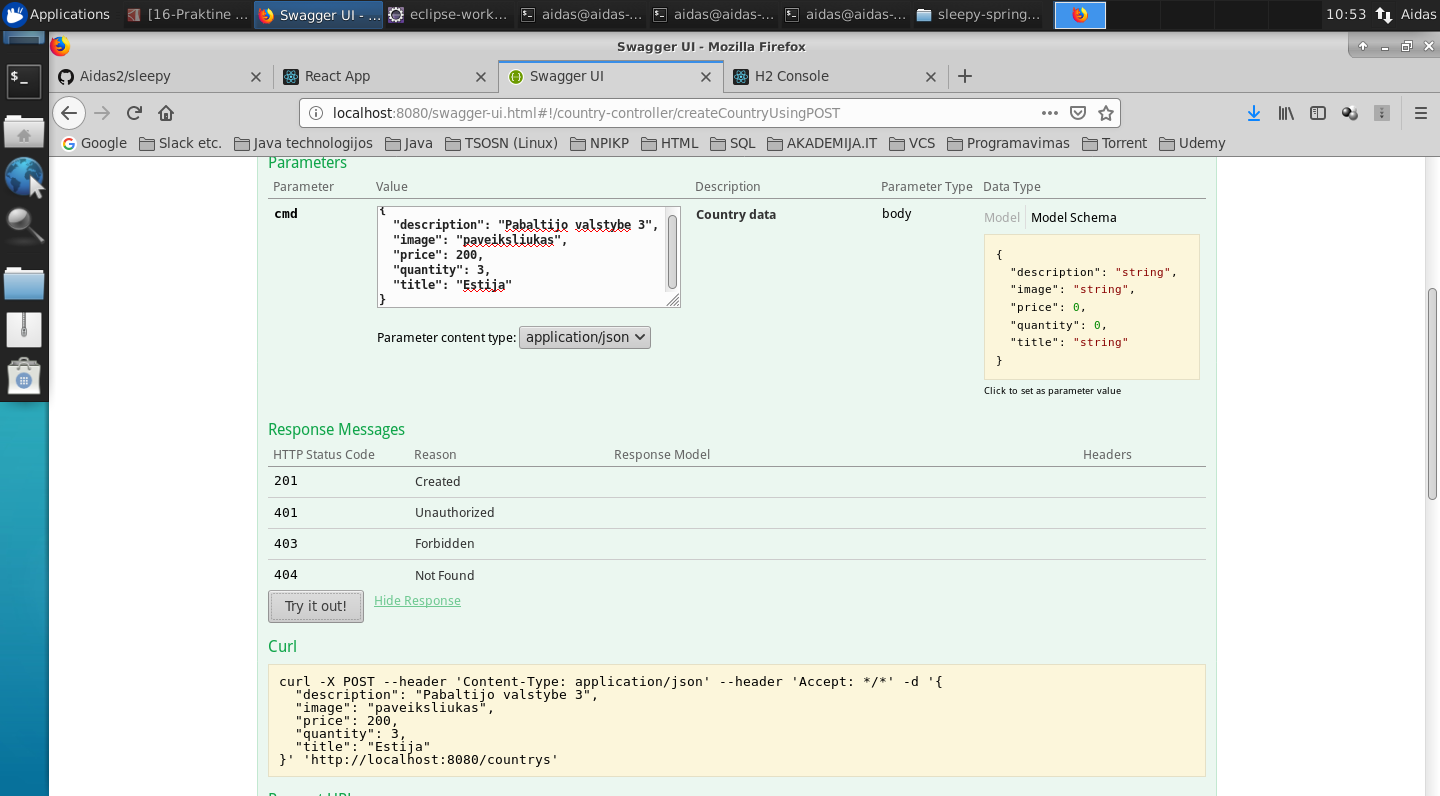 Applications [16-Praktine ... Swagger UI - ... eclipse-work... aidas@aidas-... aidas@aidas-... aidas@aidas-... sleepy-spring... 10:53 Aidas
Swagger UI - Mozilla Firefox
Aidas2/sleepy React App Swagger UI H2 Console
localhost:8080/swagger-ui.html#!/country-controller/createCountryUsingPOST
Google Slack etc. Java technologijos Java TSOSN (Linux) NPIKP HTML SQL AKADEMIJA.IT VCS Programavimas Torrent Udemy
Parameters
Parameter Value Description Parameter Type Data Type
cmd
{
"description": "Pabaltijo valstybe 3",
"image": "paveiksliukas",
"price": 200,
"quantity": 3,
"title": "Estija"
}
Parameter content type: application/json
Country data
body
Model Model Schema
{
"description": "string",
"image": "string",
"price": 0,
"quantity": 0,
"title": "string"
}
Click to set as parameter value
Response Messages
HTTP Status Code Reason Response Model Headers
201 Created
401 Unauthorized
403 Forbidden
404 Not Found
Try it out! Hide Response
Curl
curl -X POST --header 'Content-Type: application/json' --header 'Accept: */*' -d '{
"description": "Pabaltijo valstybe 3",
"image": "paveiksliukas",
"price": 200,
"quantity": 3,
"title": "Estija"
}' 'http://localhost:8080/countrys'